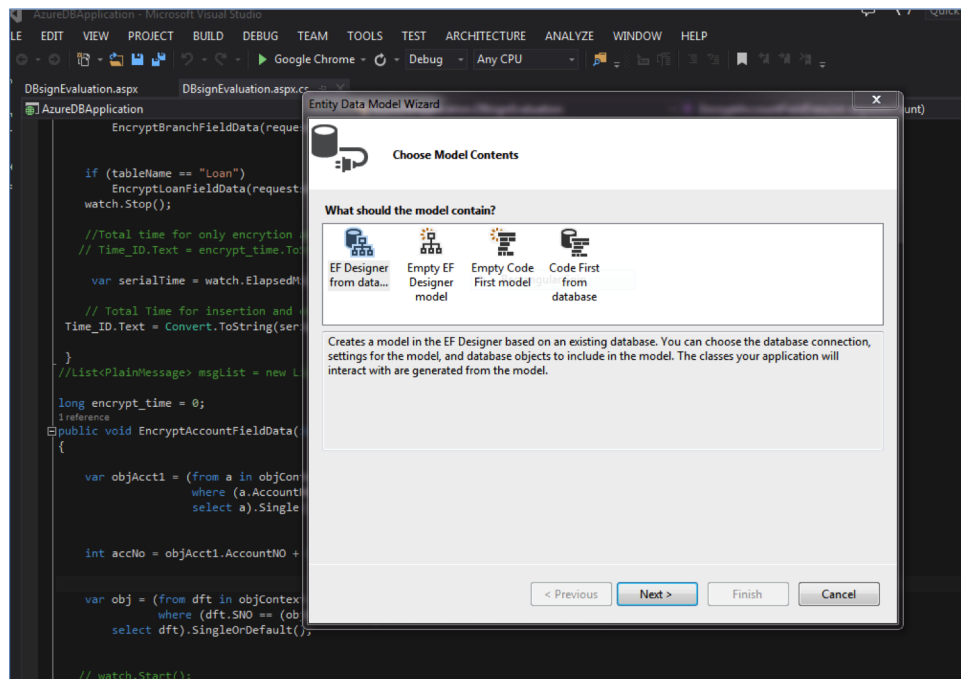 AzureDBApplication - Microsoft Visual Studio
Quick
LE EDIT VIEW PROJECT BUILD DEBUG TEAM TOOLS TEST ARCHITECTURE ANALYZE WINDOW HELP
Google Chrome Debug Any CPU
DBsignEvaluation.aspx DBsignEvaluation.aspx.cs
AzureDBApplication
unt)
EncryptBranchFieldData(reque
if (tableName == "Loan")
EncryptLoanFieldData(requests
watch.Stop();
//Total time for only encrytion
// Time_ID.Text = encrypt_time.To
var serialTime = watch.ElapsedM
// Total Time for insertion and
Time_ID.Text = Convert.ToString(ser
}
//List<PlainMessage> msgList = new Li
long encrypt_time = 0;
1 reference
public void EncryptAccountFieldData(
{
var objAcct1 = (from a in objCon
where (a.Account
select a).Single
int accNo = objAcct1.AccountNO +
var obj = (from dft in objContex
where (dft.SNO == (ob
select dft).SingleOrDefault();
// watch.Start();
Entity Data Model Wizard
x
Choose Model Contents
What should the model contain?
EF Designer from data...
Empty EF Designer model
Empty Code First model
Code First from database
Creates a model in the EF Designer based on an existing database. You can choose the database connection,
settings for the model, and database objects to include in the model. The classes your application will
interact with are generated from the model.
< Previous Next > Finish Cancel